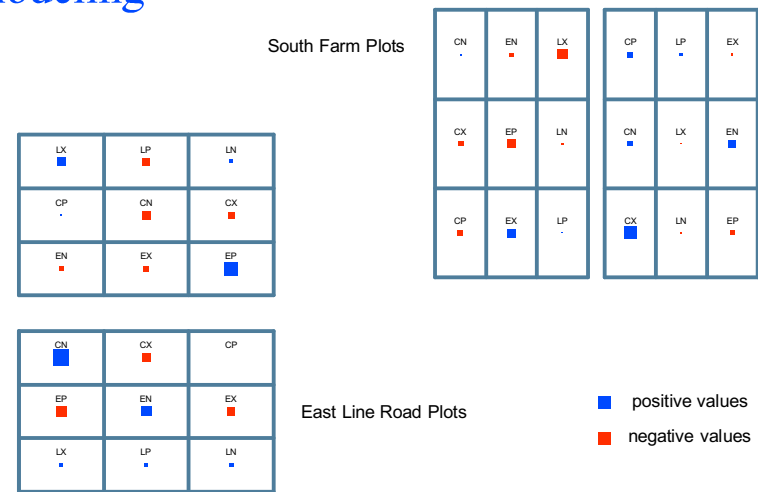 South Farm Plots
CN EN LX
CX EP LN
CP EX LP
CP LP EX
CN LX EN
CX LN EP
LX LP LN
CP CN CX
EN EX EP
CN CX CP
EP EN EX
LX LP LN
East Line Road Plots
positive values
negative values